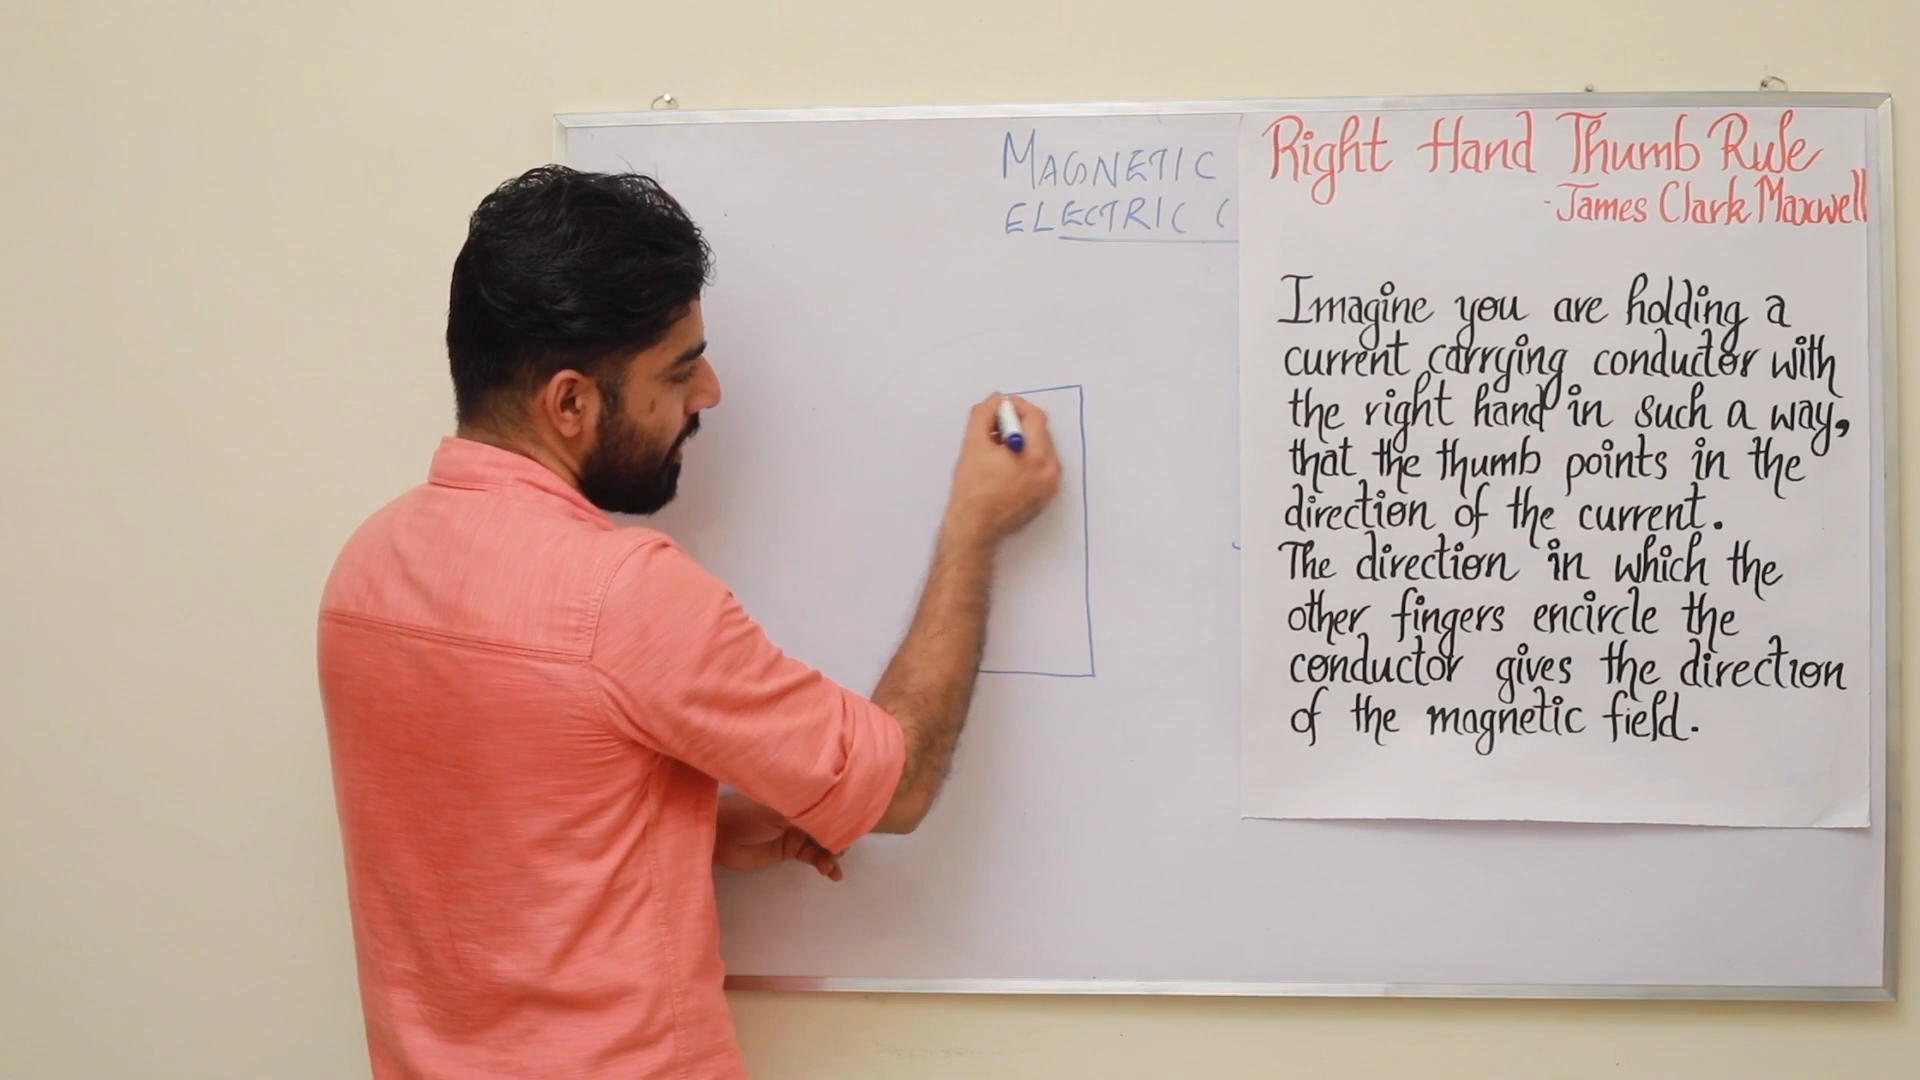 MAGNETIC
ELECTRIC C
Right Hand Thumb Rule
-James Clark Maxwell
Imagine you are holding a
current carrying conductor with
the right hand in such a way,
that the thumb points in the
direction of the current.
The direction in which the
other fingers encircle the
conductor gives the direction
of the magnetic field.